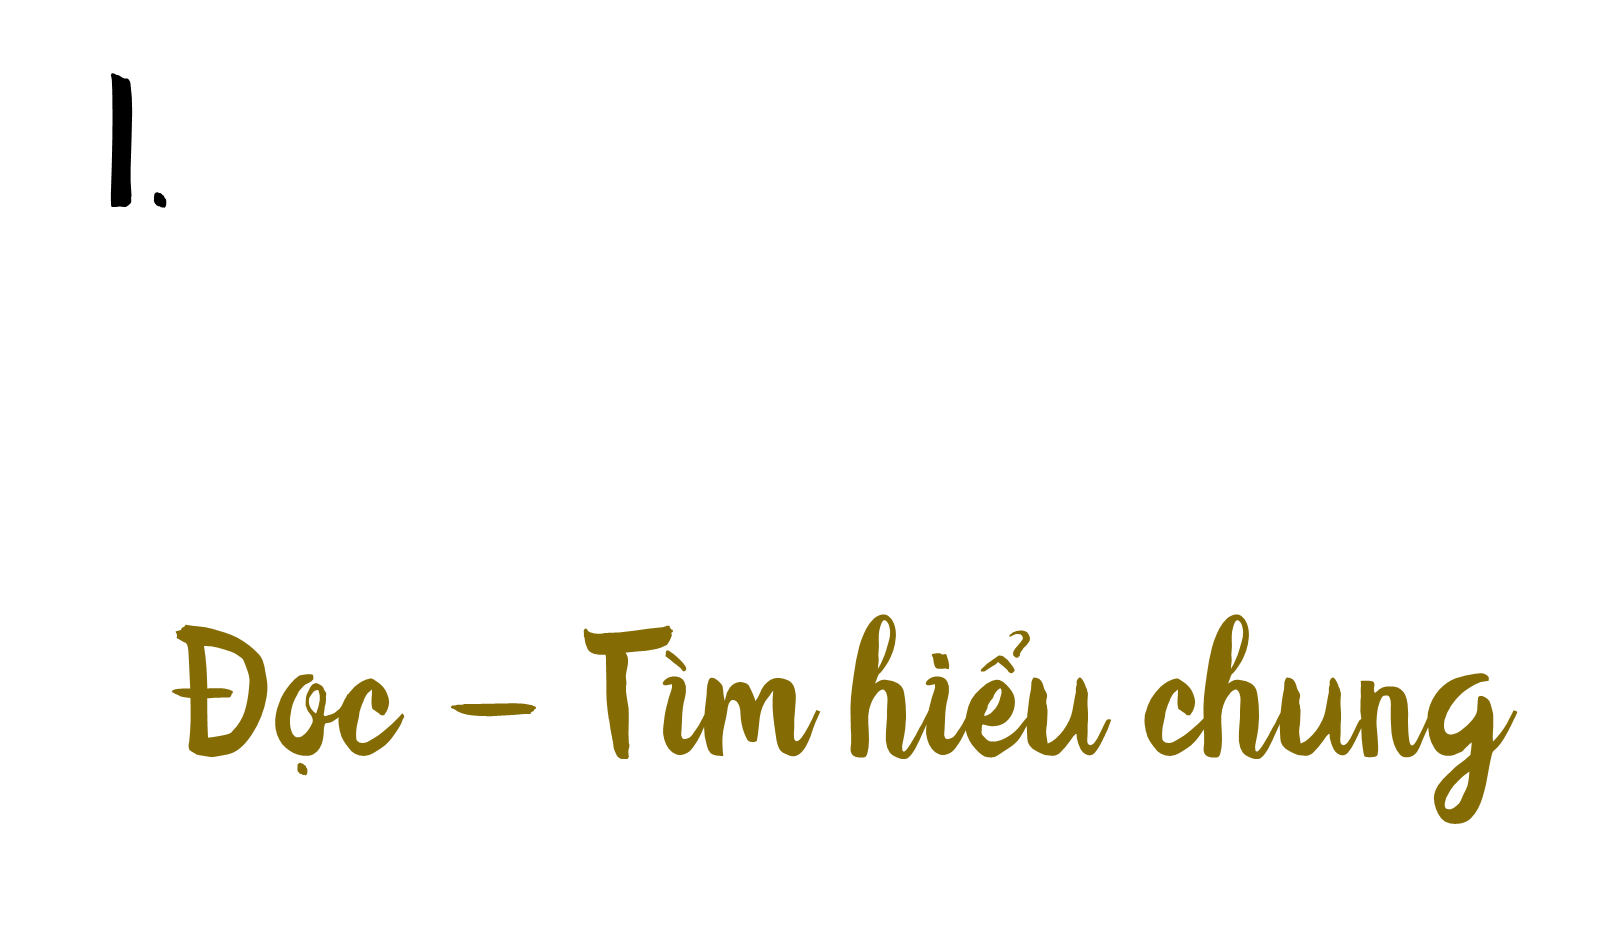 I.
Đọc – Tìm hiểu chung